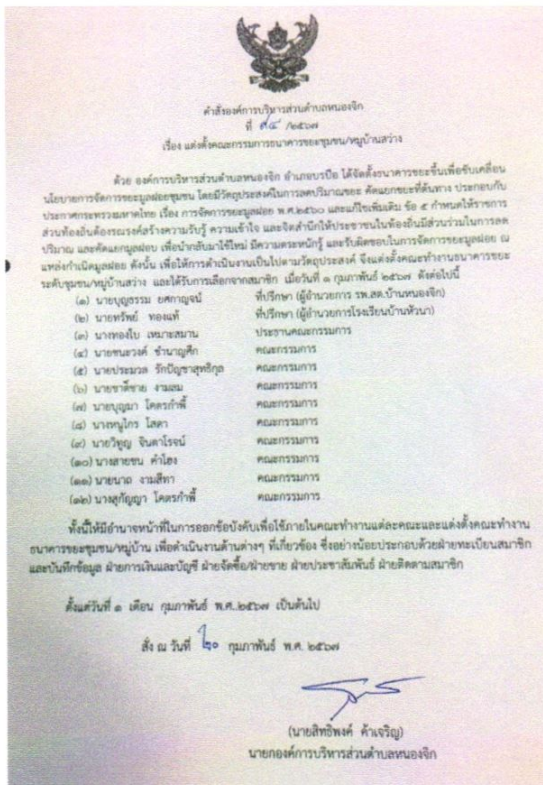 คำสั่งองค์การบริหารส่วนตำบลหนองจิก
ที่ ๙๔ /๒๕๖๗
เรื่อง แต่งตั้งคณะกรรมการธนาคารขยะชุมชน/หมู่บ้านสว่าง
ด้วย องค์การบริหารส่วนตำบลหนองจิก อำเภอบรบือ ได้จัดตั้งธนาคารขยะขึ้นเพื่อขับเคลื่อน
นโยบายการจัดการขยะมูลฝอยชุมชน โดยมีวัตถุประสงค์ในการลดปริมาณขยะ คัดแยกขยะที่ต้นทาง ประกอบกับ
ประกาศกระทรวงมหาดไทย เรื่อง การจัดการขยะมูลฝอย พ.ศ.๒๕๖๐ และแก้ไขเพิ่มเติม ข้อ ๕ กำหนดให้ราชการ
ส่วนท้องถิ่นต้องรณรงค์สร้างความรับรู้ ความเข้าใจ และจิตสำนึกให้ประชาชนในท้องถิ่นมีส่วนร่วมในการลด
ปริมาณ และคัดแยกมูลฝอย เพื่อนำกลับมาใช้ใหม่ มีความตระหนักรู้ และรับผิดชอบในการจัดการขยะมูลฝอย ณ
แหล่งกำเนิดมูลฝอย ดังนั้น เพื่อให้การดำเนินงานเป็นไปตามวัตถุประสงค์ จึงแต่งตั้งคณะทำงานธนาคารขยะ
ระดับชุมชน/หมู่บ้านสว่าง และได้รับการเลือกจากสมาชิก เมื่อวันที่ ๑ กุมภาพันธ์ ๒๕๖๗ ดังต่อไปนี้
(๑) นายบุญธรรม ยศกาญจน์ ที่ปรึกษา (ผู้อำนวยการ รพ.สต.บ้านหนองจิก)
(๒) นายทรัพย์ ทองแท้ ที่ปรึกษา (ผู้อำนวยการโรงเรียนบ้านหัวนา)
(๓) นางทองใบ เหมาะสมาน ประธานคณะกรรมการ
(๔) นายชนะวงศ์ ชำนาญศึก คณะกรรมการ
(๕) นายประมวล รักปัญชาสุทธิกุล คณะกรรมการ
(๖) นายชาติชาย งามสม คณะกรรมการ
(๗) นายบุญมา โคตรกำพี้ คณะกรรมการ
(๘) นางหนูไกร โสดา คณะกรรมการ
(๙) นายวิทูญ จินดาโรจน์ คณะกรรมการ
(๑๐) นางสายชน คำโฮง คณะกรรมการ
(๑๑) นายนาถ งามสีทา คณะกรรมการ
(๑๒) นางสุกัญญา โคตรกำพี้ คณะกรรมการ
ทั้งนี้ให้มีอำนาจหน้าที่ในการออกข้อบังคับเพื่อใช้ภายในคณะทำงานแต่ละคณะและแต่งตั้งคณะทำงาน
ธนาคารขยะชุมชน/หมู่บ้าน เพื่อดำเนินงานด้านต่างๆ ที่เกี่ยวข้อง ซึ่งอย่างน้อยประกอบด้วยฝ่ายทะเบียนสมาชิก
และบันทึกข้อมูล ฝ่ายการเงินและบัญชี ฝ่ายจัดซื้อ/ฝ่ายขาย ฝ่ายประชาสัมพันธ์ ฝ่ายติดตามสมาชิก
ตั้งแต่วันที่ ๑ เดือน กุมภาพันธ์ พ.ศ.๒๕๖๗ เป็นต้นไป
สั่ง ณ วันที่ ๒๐ กุมภาพันธ์ พ.ศ. ๒๕๖๗
(นายสิทธิพงศ์ ค้าเจริญ)
นายกองค์การบริหารส่วนตำบลหนองจิก